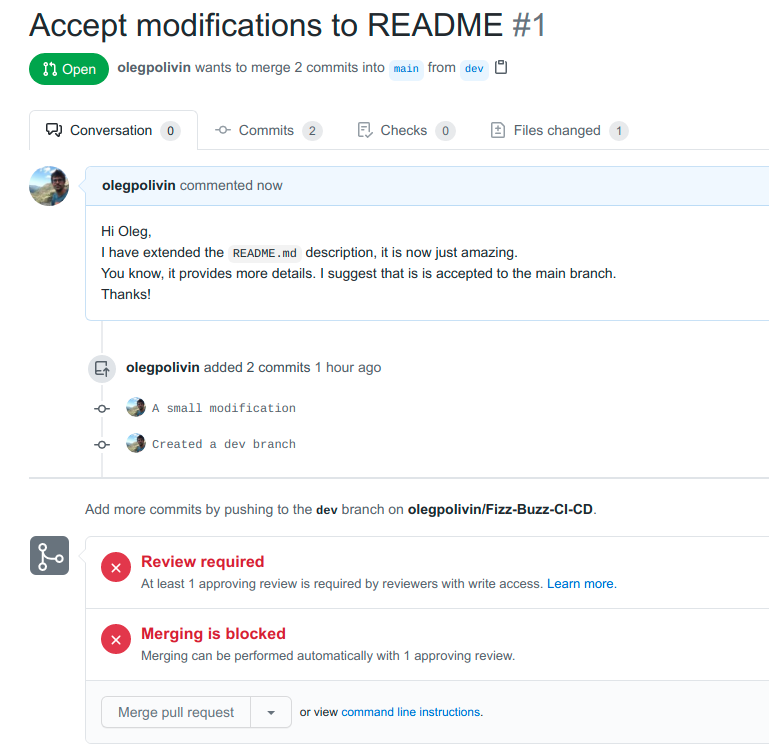 Accept modifications to README #1
Open olegpolivin wants to merge 2 commits into main from dev
Conversation 0 Commits 2 Checks 0 Files changed 1
olegpolivin commented now
Hi Oleg,
I have extended the README.md description, it is now just amazing.
You know, it provides more details. I suggest that is is accepted to the main branch.
Thanks!
olegpolivin added 2 commits 1 hour ago
A small modification
Created a dev branch
Add more commits by pushing to the dev branch on olegpolivin/Fizz-Buzz-CI-CD.
Review required
At least 1 approving review is required by reviewers with write access. Learn more.
Merging is blocked
Merging can be performed automatically with 1 approving review.
Merge pull request or view command line instructions.